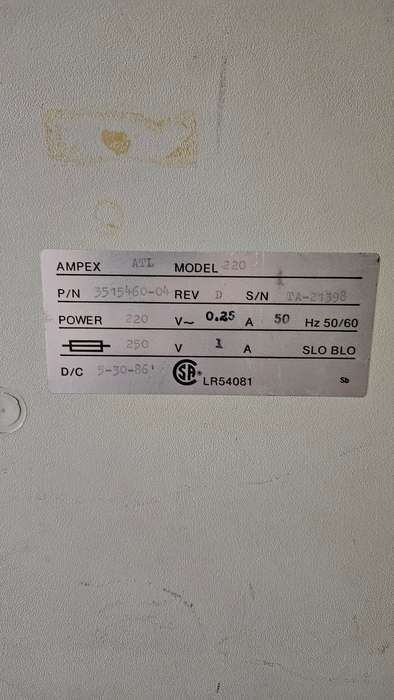 AMPEX ATL MODEL 220
P/N 3515460-04 REV D S/N TA-21398
POWER 220 V~ 0.25 A 50 Hz 50/60
250 V 1 A SLO BLO
D/C 5-30-86' SA® LR54081 Sb